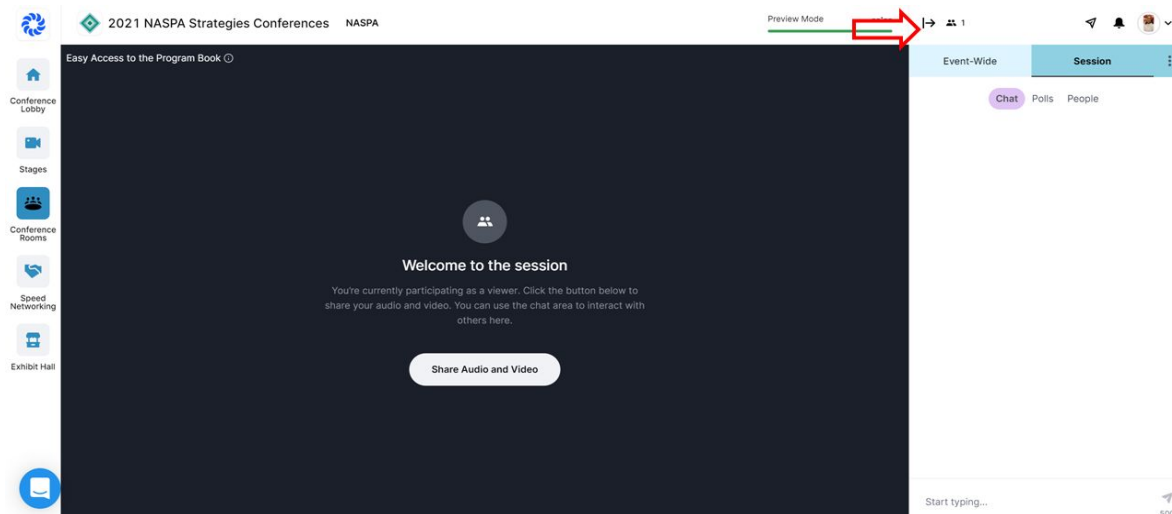 2021 NASPA Strategies Conferences NASPA
Preview Mode
1
Easy Access to the Program Book
Event-Wide
Session
Chat Polls People
Conference
Lobby
Stages
Conference
Rooms
Speed
Networking
Exhibit Hall
Welcome to the session
You're currently participating as a viewer. Click the button below to
share your audio and video. You can use the chat area to interact with
others here.
Share Audio and Video
Start typing...